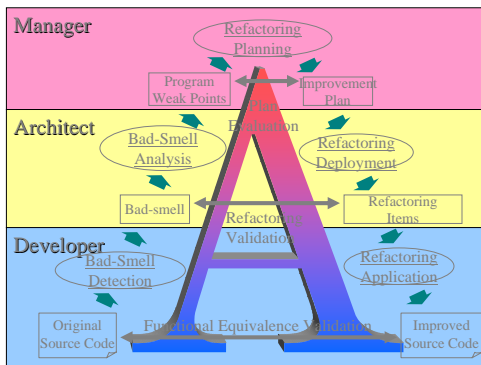 Manager
Refactoring
Planning
Program
Weak Points
Improvement
Plan
Plan
Evaluation
Architect
Bad-Smell
Analysis
Refactoring
Deployment
Bad-smell
Refactoring
Items
Refactoring
Validation
Developer
Bad-Smell
Detection
Refactoring
Application
Original
Source Code
Functional Equivalence Validation
Improved
Source Code